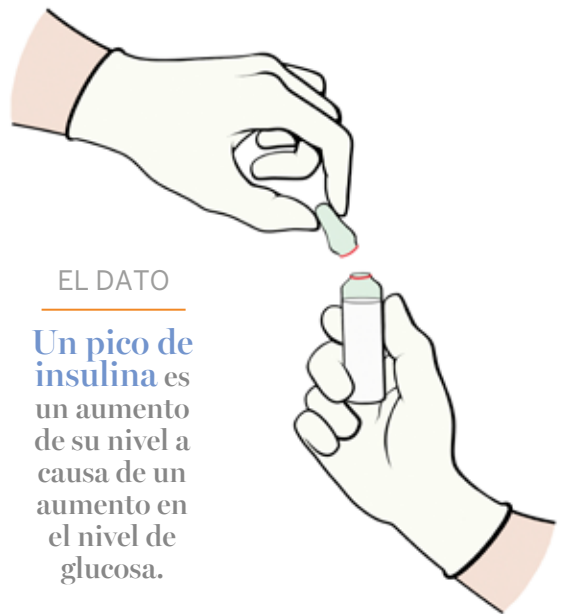 EL DATO
Un pico de
insulina es
un aumento
de su nivel a
causa de un
aumento en
el nivel de
glucosa.